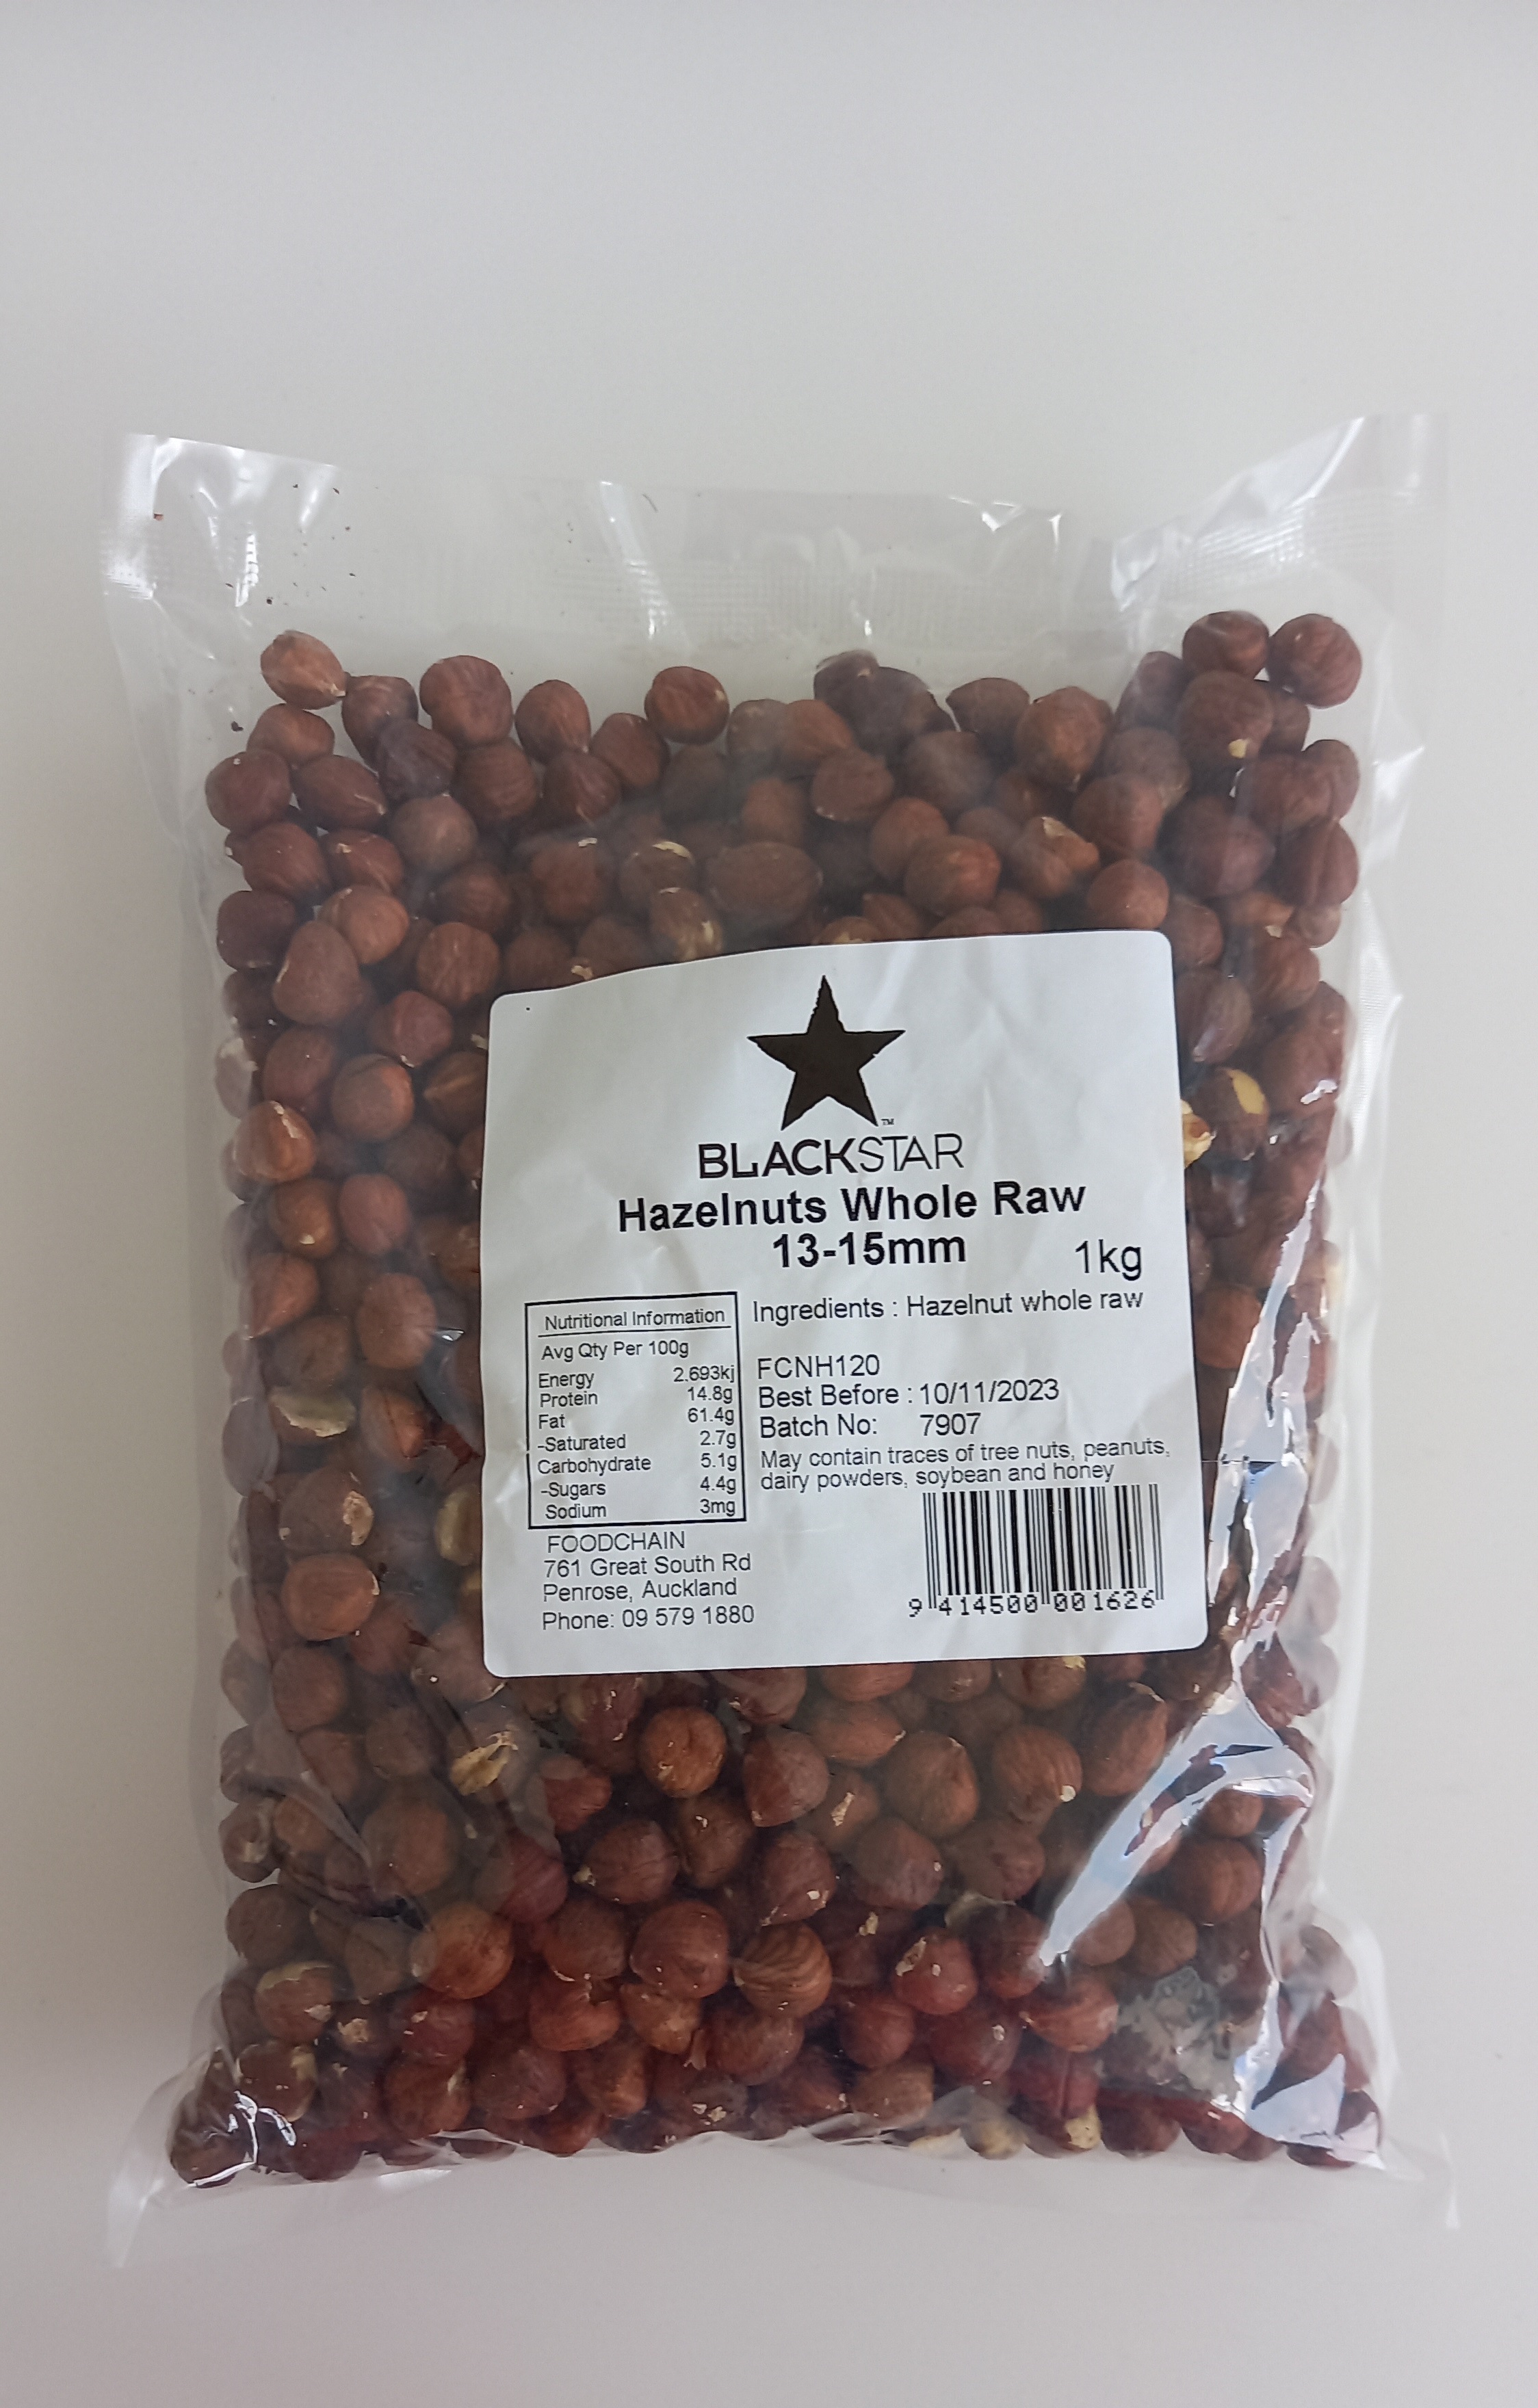 TM
BLACKSTAR
Hazelnuts Whole Raw
13-15mm 1kg
Nutritional Information
Avg Qty Per 100g
Energy 2.693kj
Protein 14.8g
Fat 61.4g
-Saturated 2.7g
Carbohydrate 5.1g
-Sugars 4.4g
Sodium 3mg
Ingredients : Hazelnut whole raw
FCNH120
Best Before : 10/11/2023
Batch No: 7907
May contain traces of tree nuts, peanuts,
dairy powders, soybean and honey
FOODCHAIN
761 Great South Rd
Penrose, Auckland
Phone: 09 579 1880
9 414500 001626